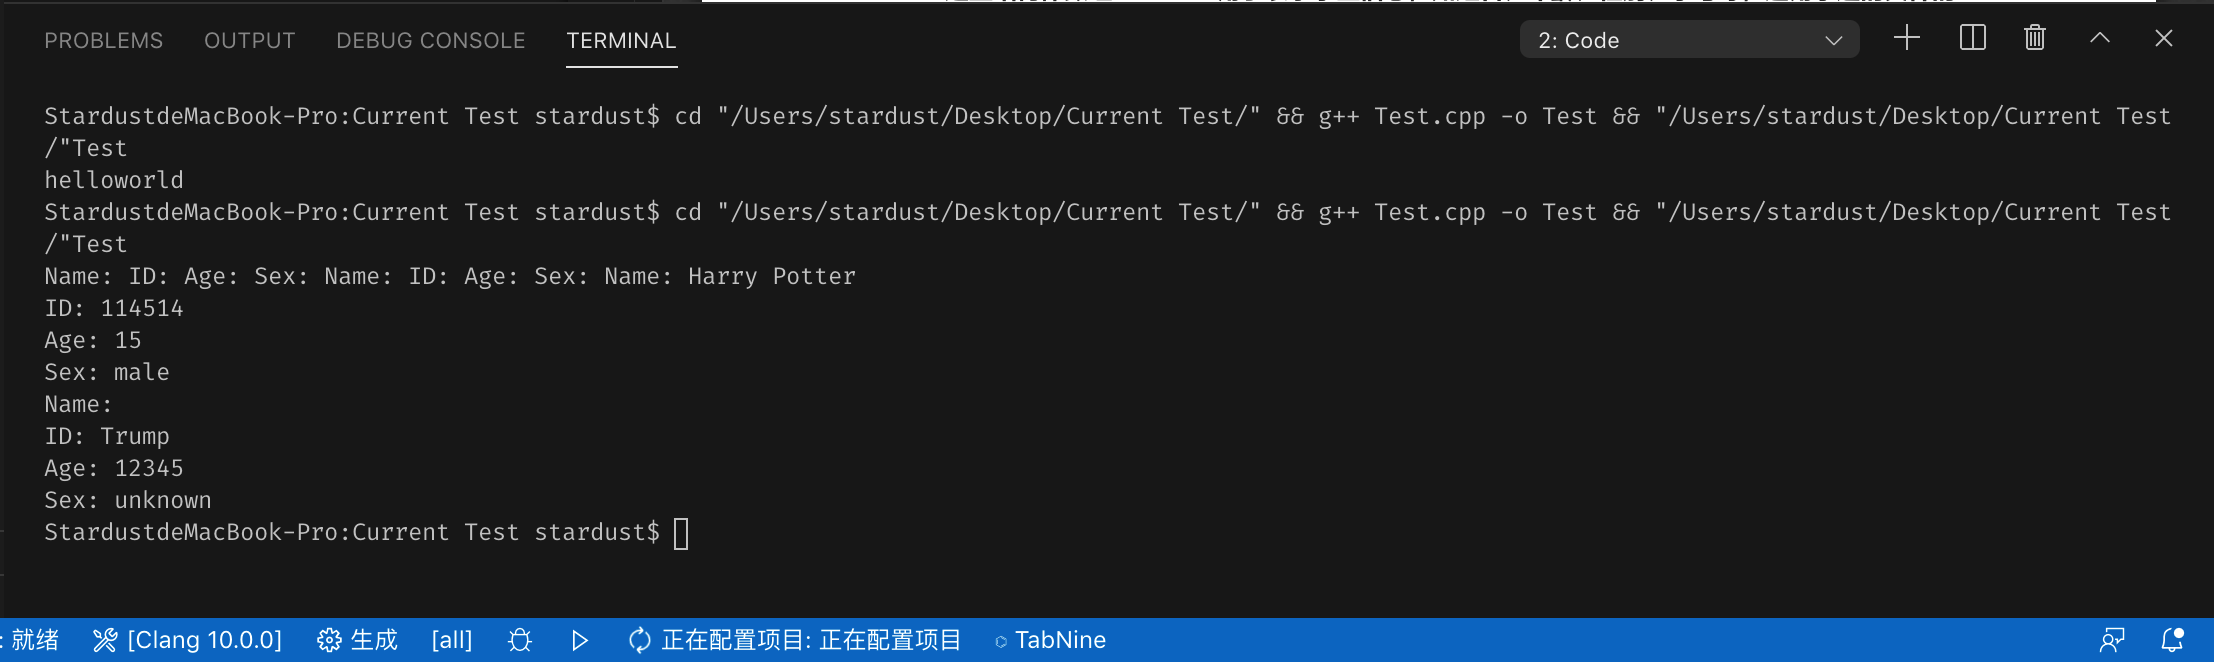 PROBLEMS OUTPUT DEBUG CONSOLE TERMINAL 2: Code
StardustdeMacBook-Pro:Current Test stardust$ cd "/Users/stardust/Desktop/Current Test/" && g++ Test.cpp -o Test && "/Users/stardust/Desktop/Current Test
/"Test
helloworld
StardustdeMacBook-Pro:Current Test stardust$ cd "/Users/stardust/Desktop/Current Test/" && g++ Test.cpp -o Test && "/Users/stardust/Desktop/Current Test
/"Test
Name: ID: Age: Sex: Name: ID: Age: Sex: Name: Harry Potter
ID: 114514
Age: 15
Sex: male
Name:
ID: Trump
Age: 12345
Sex: unknown
StardustdeMacBook-Pro:Current Test stardust$
: 就绪 [Clang 10.0.0] 生成 [all] 正在配置项目: 正在配置项目 TabNine